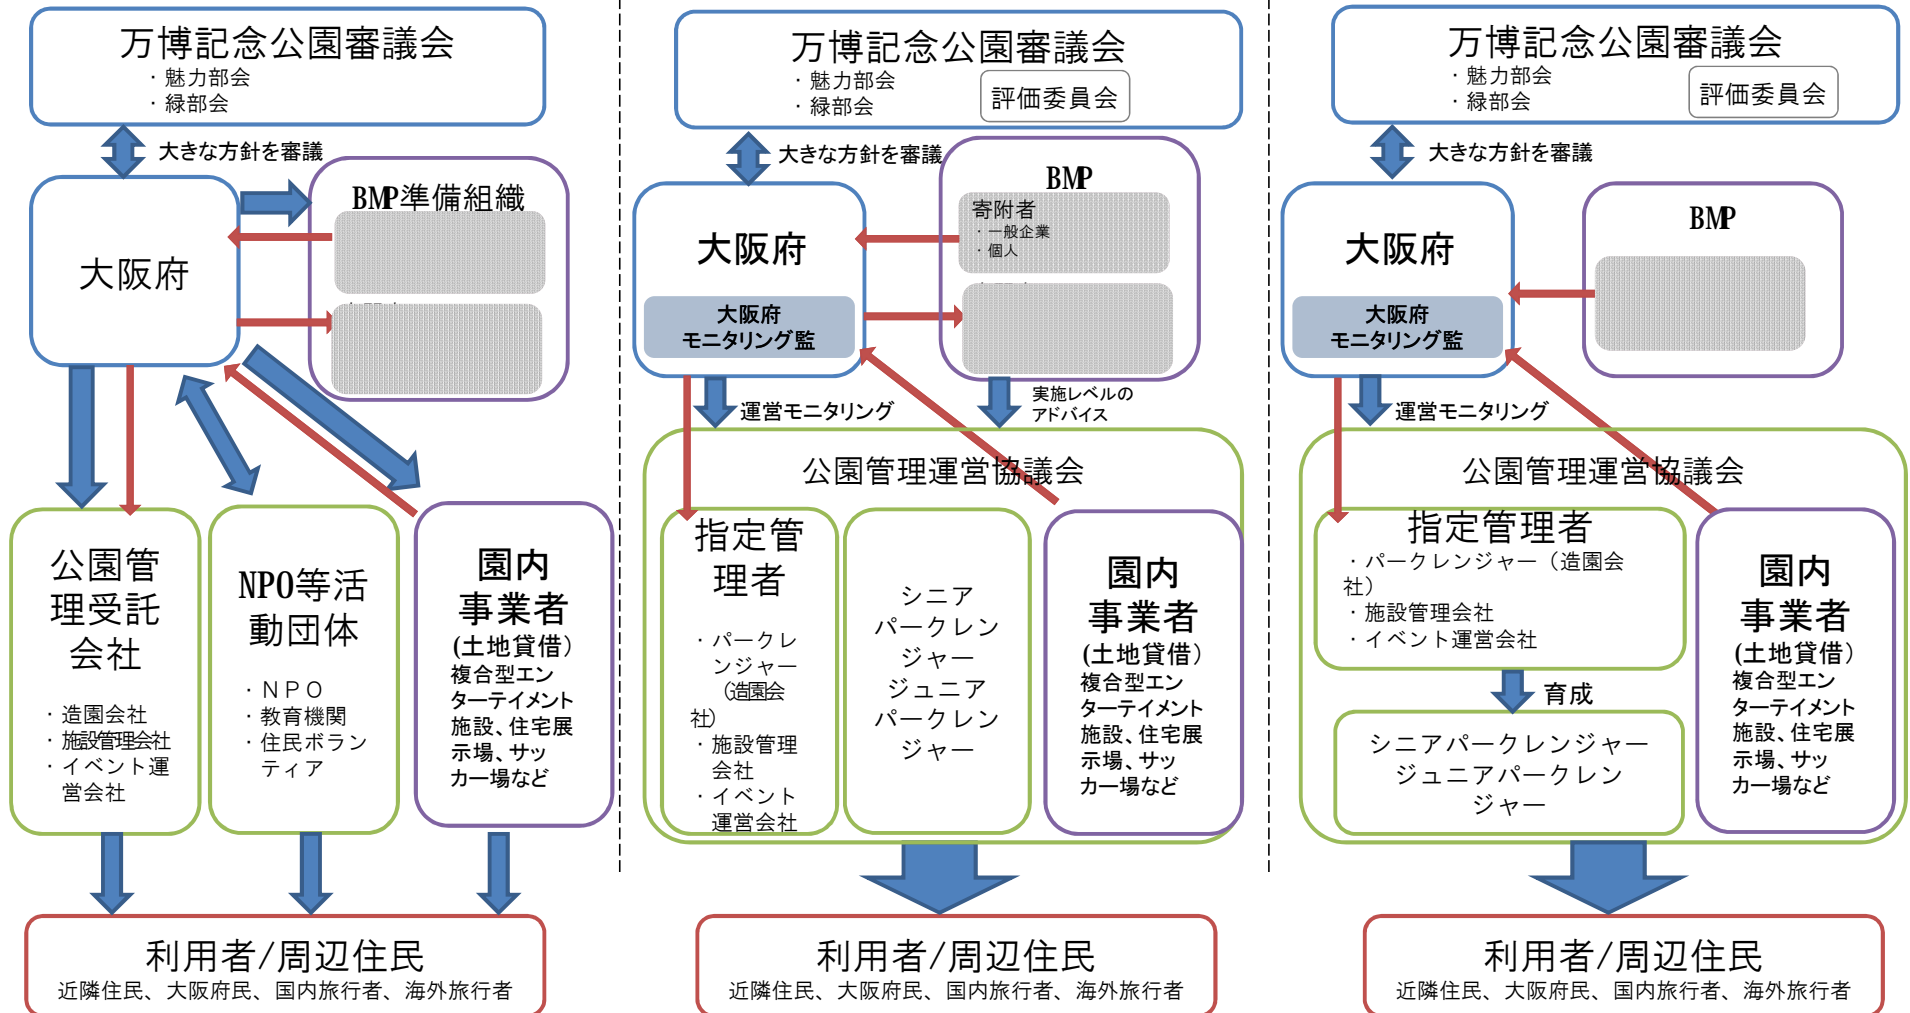 万博記念公園審議会
・魅力部会
・緑部会
大きな方針を審議
大阪府
BMP準備組織
公園管
理受託
会社
・造園会社
・施設管理会社
・イベント運
営会社
NPO等活
動団体
・ＮＰＯ
・教育機関
・住民ボラン
ティア
園内
事業者
(土地貸借)
複合型エン
ターテイメント
施設、住宅展
示場、サッ
カー場など
利用者/周辺住民
近隣住民、大阪府民、国内旅行者、海外旅行者
万博記念公園審議会
・魅力部会
・緑部会
評価委員会
大きな方針を審議
大阪府
大阪府
モニタリング監
BMP
寄附者
・一般企業
・個人
運営モニタリング
実施レベルの
アドバイス
公園管理運営協議会
指定管
理者
・パークレ
ンジャー
（造園会
社）
・施設管理
会社
・イベント
運営会社
シニア
パークレン
ジャー
ジュニア
パークレン
ジャー
園内
事業者
(土地貸借)
複合型エン
ターテイメント
施設、住宅展
示場、サッ
カー場など
利用者/周辺住民
近隣住民、大阪府民、国内旅行者、海外旅行者
万博記念公園審議会
・魅力部会
・緑部会
評価委員会
大きな方針を審議
大阪府
大阪府
モニタリング監
BMP
運営モニタリング
公園管理運営協議会
指定管理者
・パークレンジャー（造園会
社）
・施設管理会社
・イベント運営会社
育成
シニアパークレンジャー
ジュニアパークレン
ジャー
園内
事業者
(土地貸借)
複合型エン
ターテイメント
施設、住宅展
示場、サッ
カー場など
利用者/周辺住民
近隣住民、大阪府民、国内旅行者、海外旅行者